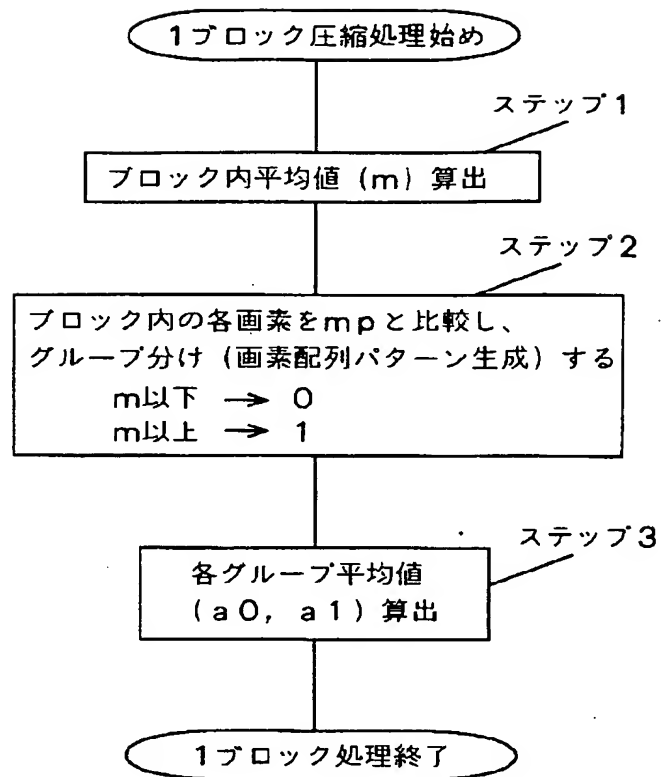 1ブロック圧縮処理始め
ステップ1
ブロック内平均値(m)算出
ステップ2
ブロック内の各画素をmpと比較し、
グループ分け(画素配列パターン生成)する
m以下 → 0
m以上 → 1
ステップ3
各グループ平均値
(a0, a1)算出
1ブロック処理終了